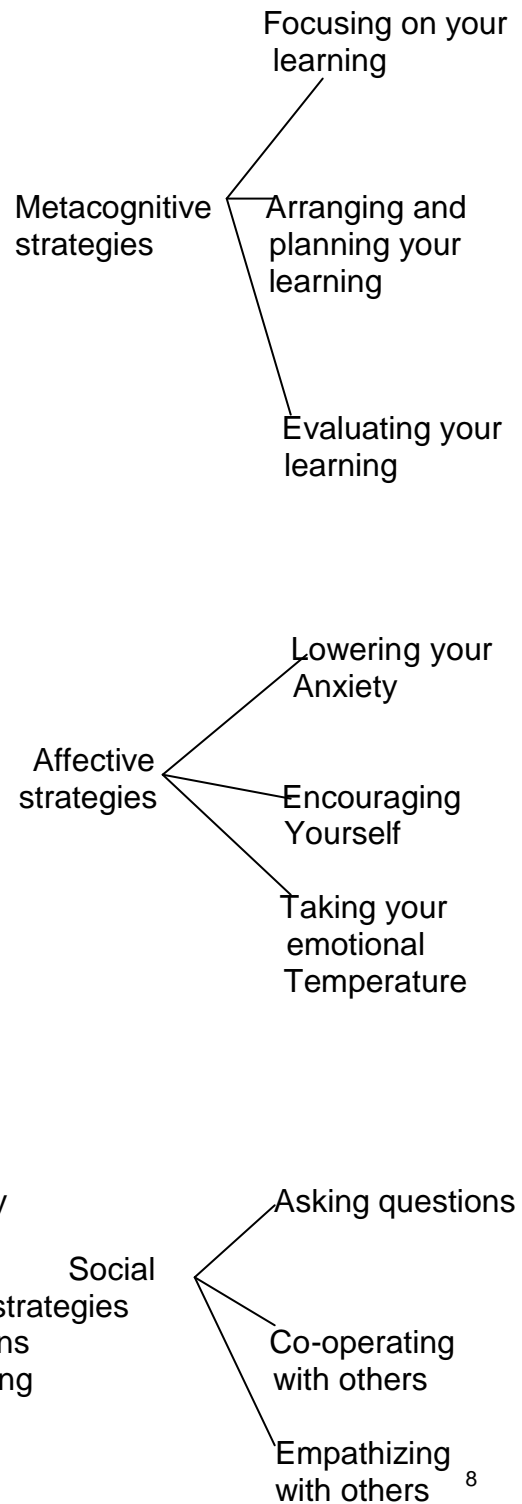 Focusing on your
learning
Metacognitive
strategies
Arranging and
planning your
learning
Evaluating your
learning
Lowering your
Anxiety
Affective
strategies
Encouraging
Yourself
Taking your
emotional
Temperature
Asking questions
Social
strategies
Co-operating
with others
Empathizing
with others
8